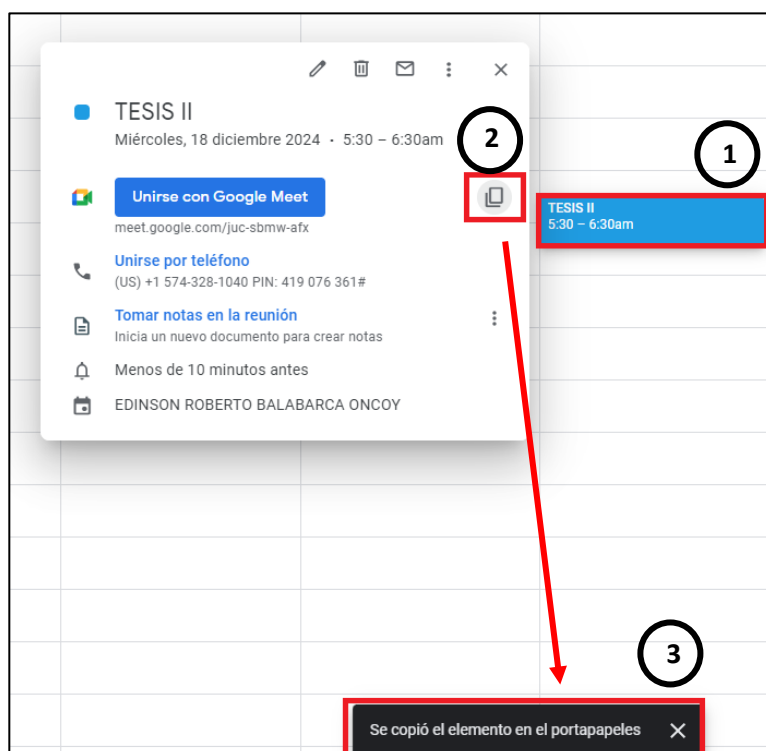 TESIS II
Miércoles, 18 diciembre 2024 · 5:30 – 6:30am
2
1
Unirse con Google Meet
meet.google.com/juc-sbmw-afx
TESIS II
5:30 – 6:30am
Unirse por teléfono
(US) +1 574-328-1040 PIN: 419 076 361#
Tomar notas en la reunión
Inicia un nuevo documento para crear notas
Menos de 10 minutos antes
EDINSON ROBERTO BALABARCA ONCOY
3
Se copió el elemento en el portapapeles